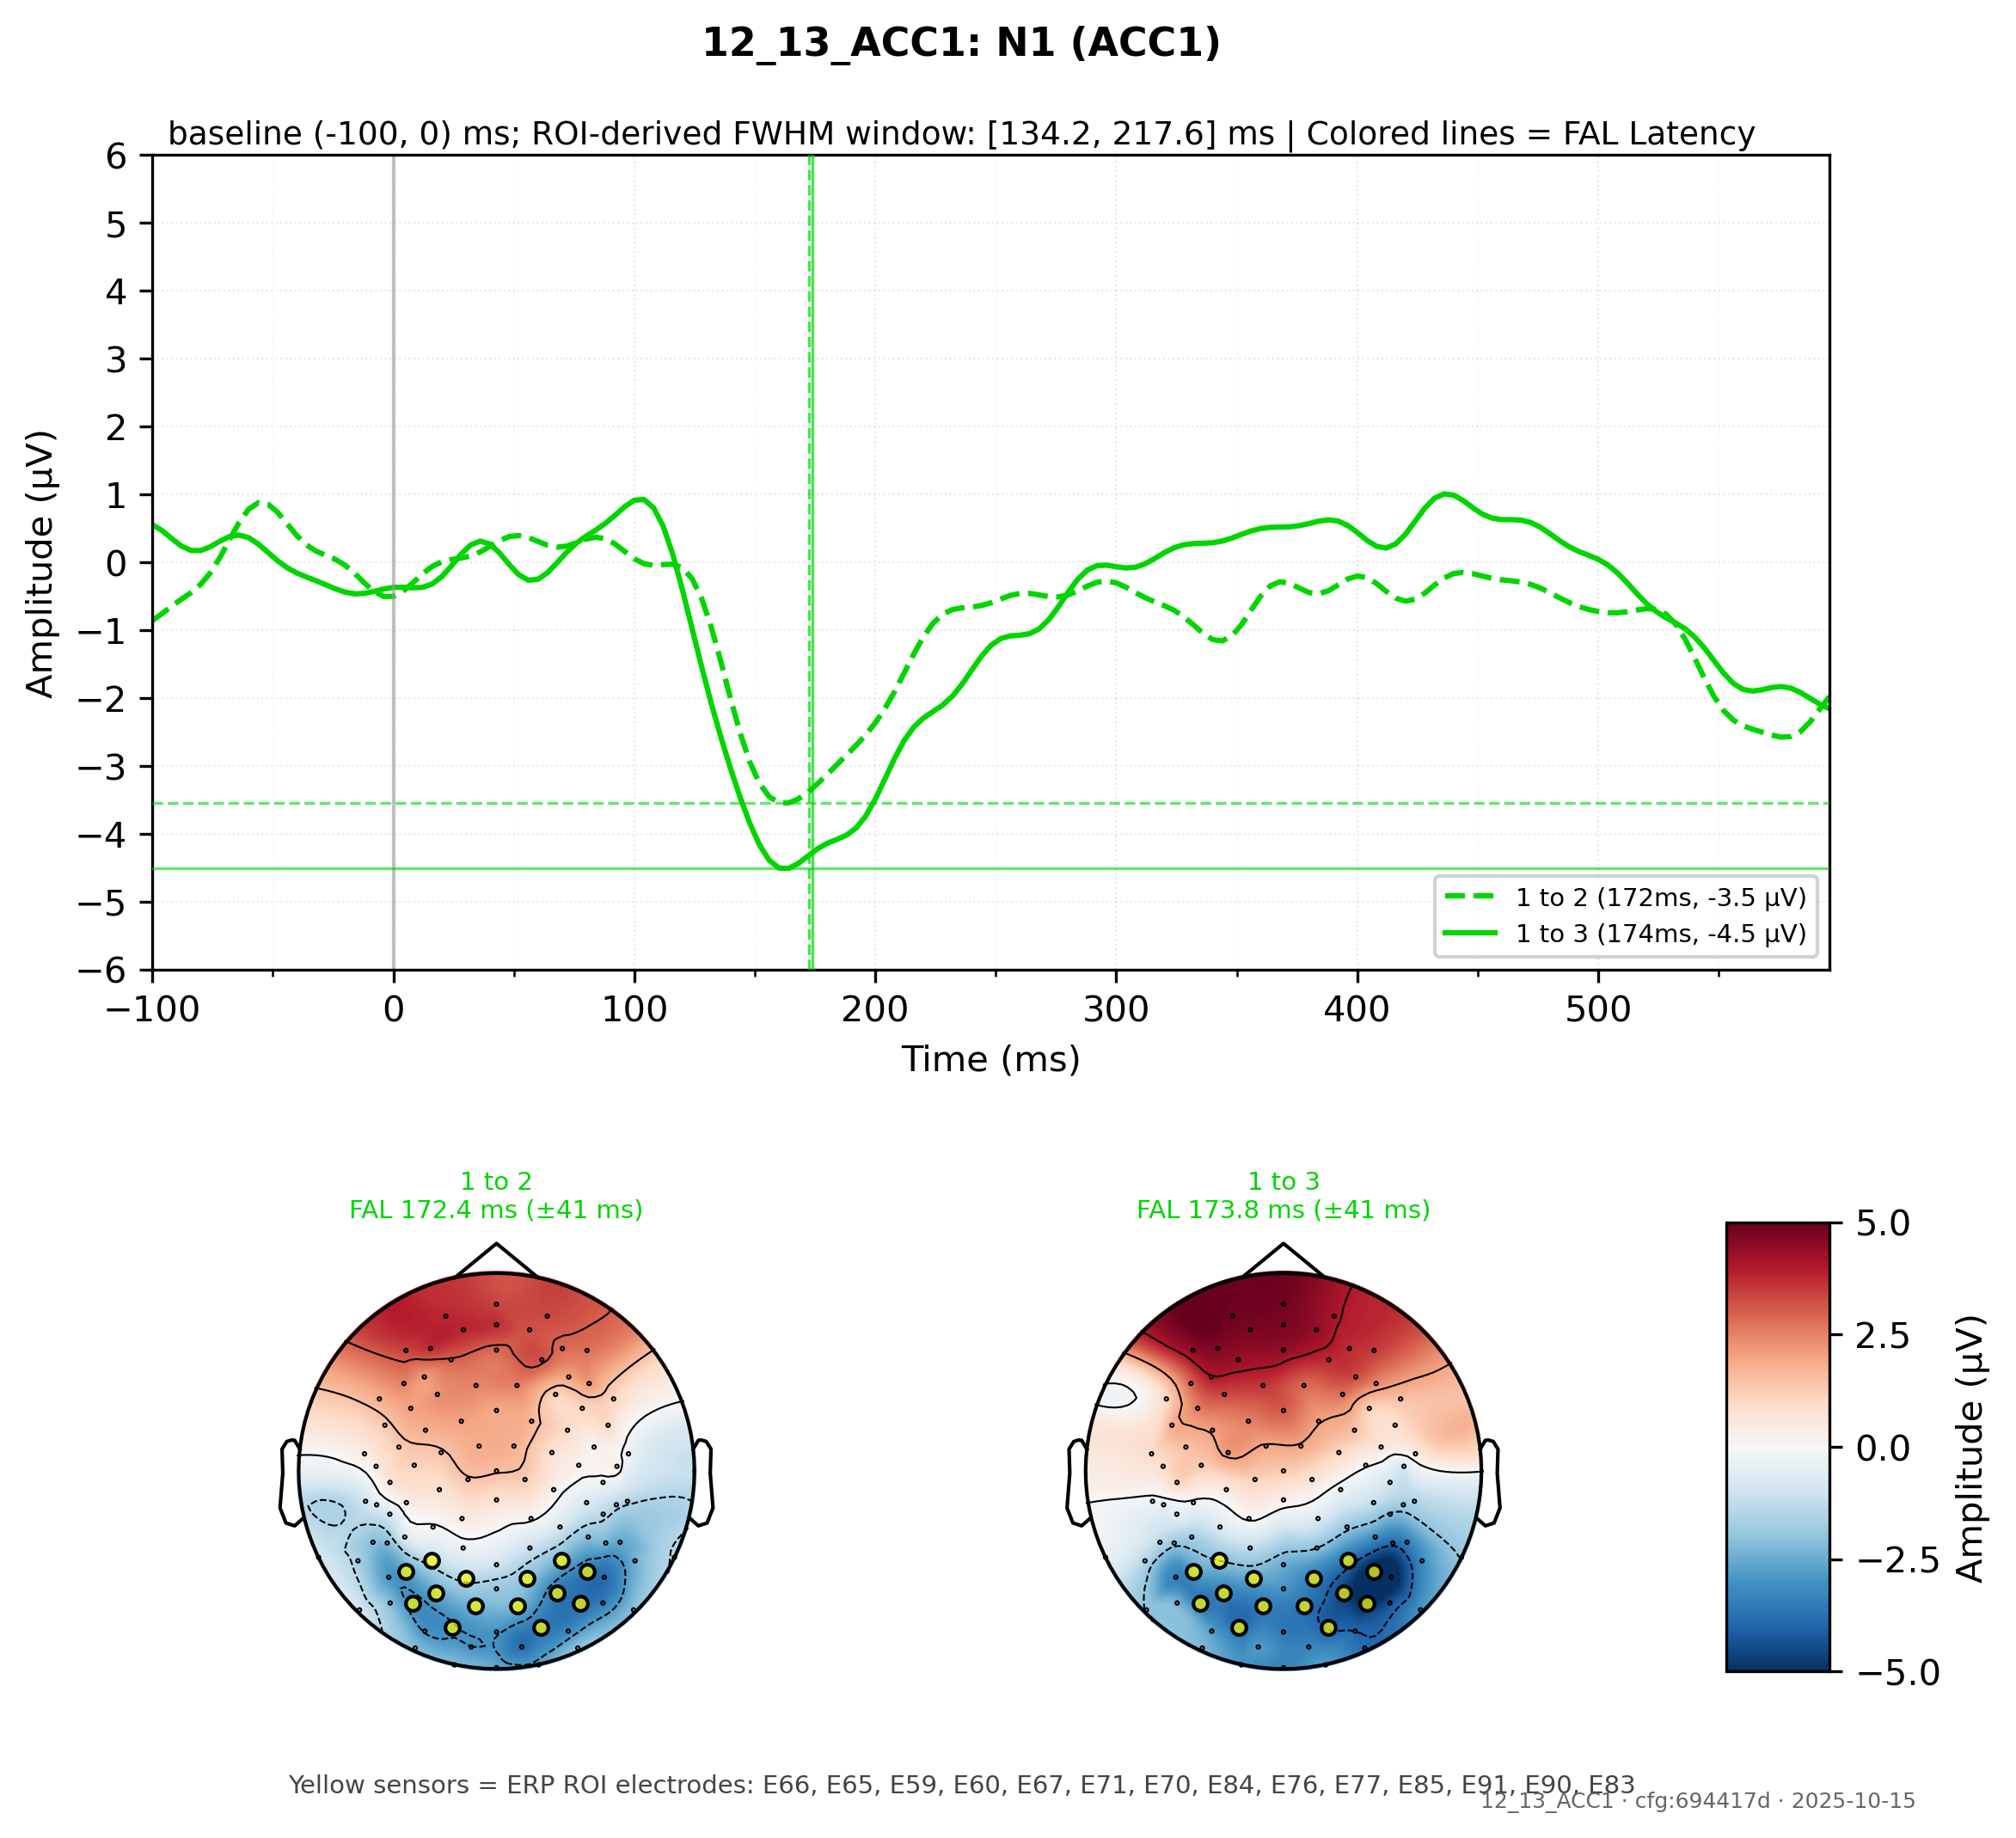 12_13_ACC1: N1 (ACC1)
baseline (-100, 0) ms; ROI-derived FWHM window: [134.2, 217.6] ms | Colored lines = FAL Latency
6
5
4
3
2
1
0
−1
−2
−3
−4
−5
−6
Amplitude (µV)
1 to 2 (172ms, -3.5 µV)
1 to 3 (174ms, -4.5 µV)
−100 0 100 200 300 400 500
Time (ms)
1 to 2
FAL 172.4 ms (±41 ms)
1 to 3
FAL 173.8 ms (±41 ms)
5.0
2.5
0.0
−2.5
−5.0
Amplitude (µV)
Yellow sensors = ERP ROI electrodes: E66, E65, E59, E60, E67, E71, E70, E84, E76, E77, E85, E91, E90, E83
12_13_ACC1 · cfg:694417d · 2025-10-15